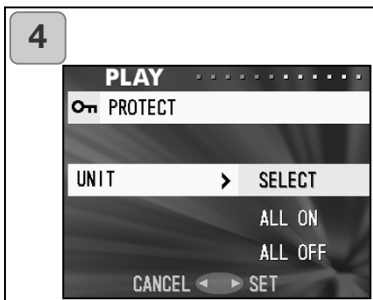 4
PLAY
PROTECT
UNIT > SELECT
ALL ON
ALL OFF
CANCEL ◄ ► SET